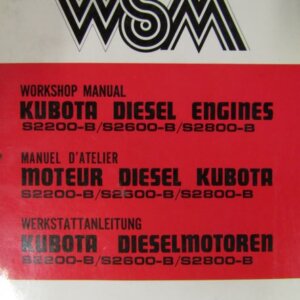 WSM
WORKSHOP MANUAL
KUBOTA DIESEL ENGINES
S2200-B/S2600-B/S2800-B
MANUEL D'ATELIER
MOTEUR DIESEL KUBOTA
S2200-B/S2600-B/S2800-B
WERKSTATTANLEITUNG
KUBOTA DIESELMOTOREN
S2200-B/S2600-B/S2800-B